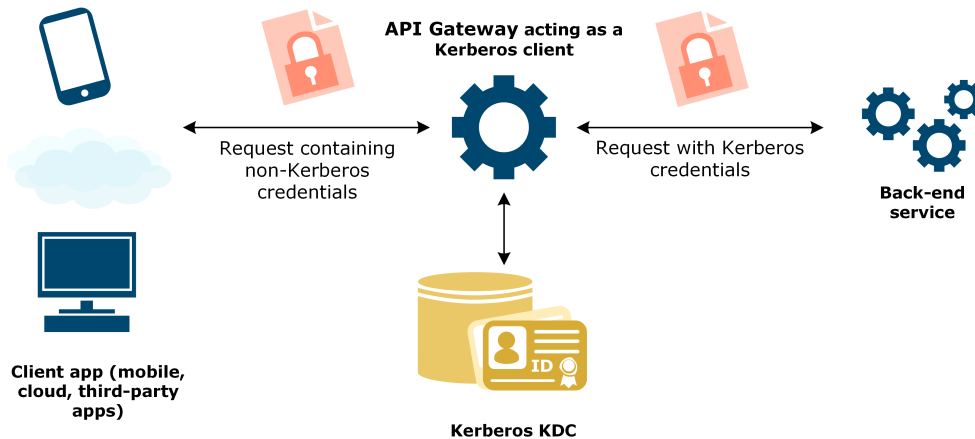 API Gateway acting as a
Kerberos client
Request containing
non-Kerberos
credentials
Request with Kerberos
credentials
Back-end
service
ID
Client app (mobile,
cloud, third-party
apps)
Kerberos KDC